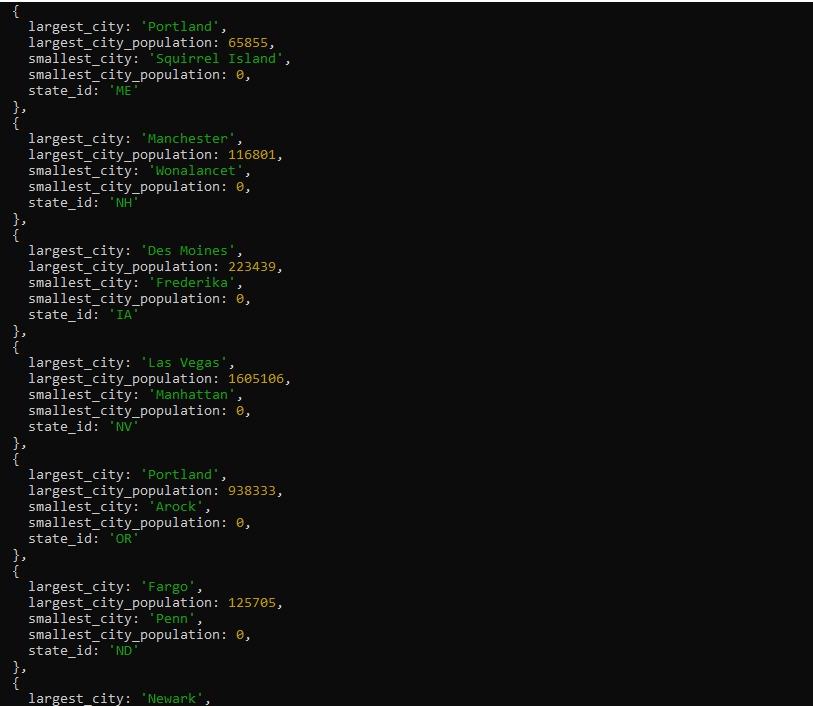 {
largest_city: 'Portland',
largest_city_population: 65855,
smallest_city: 'Squirrel Island',
smallest_city_population: 0,
state_id: 'ME'
},
{
largest_city: 'Manchester',
largest_city_population: 116801,
smallest_city: 'Wonalancet',
smallest_city_population: 0,
state_id: 'NH'
},
{
largest_city: 'Des Moines',
largest_city_population: 223439,
smallest_city: 'Frederika',
smallest_city_population: 0,
state_id: 'IA'
},
{
largest_city: 'Las Vegas',
largest_city_population: 1605106,
smallest_city: 'Manhattan',
smallest_city_population: 0,
state_id: 'NV'
},
{
largest_city: 'Portland',
largest_city_population: 938333,
smallest_city: 'Arock',
smallest_city_population: 0,
state_id: 'OR'
},
{
largest_city: 'Fargo',
largest_city_population: 125705,
smallest_city: 'Penn',
smallest_city_population: 0,
state_id: 'ND'
},
{
largest_city: 'Newark',